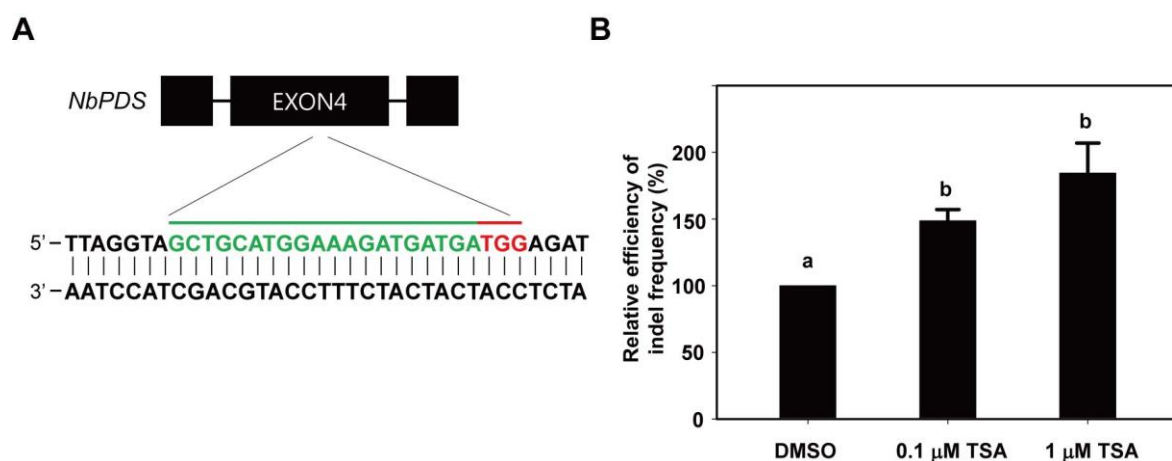 A
NbPDS
EXON4
5'–TTAGGTAGCTGCATGGAAAGATGATGATGGAGAT
3'–AATCCATCGACGTACCTTTCTACTACTACCTCTA
B
Relative efficiency of
indel frequency (%)
200
150
100
50
0
a
b
b
DMSO
0.1 μM TSA
1 μM TSA